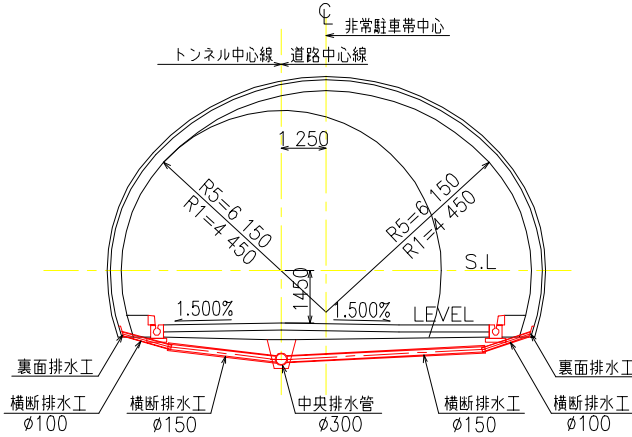 ℄
非常駐車帯中心
トンネル中心線 道路中心線
1 250
R5=6 150
R1=4 450
R5=6 150
R1=4 450
S.L
1450
1.500%
1.500%
LEVEL
裏面排水工
裏面排水工
横断排水工
φ100
横断排水工
φ150
中央排水管
φ300
横断排水工
φ150
横断排水工
φ100